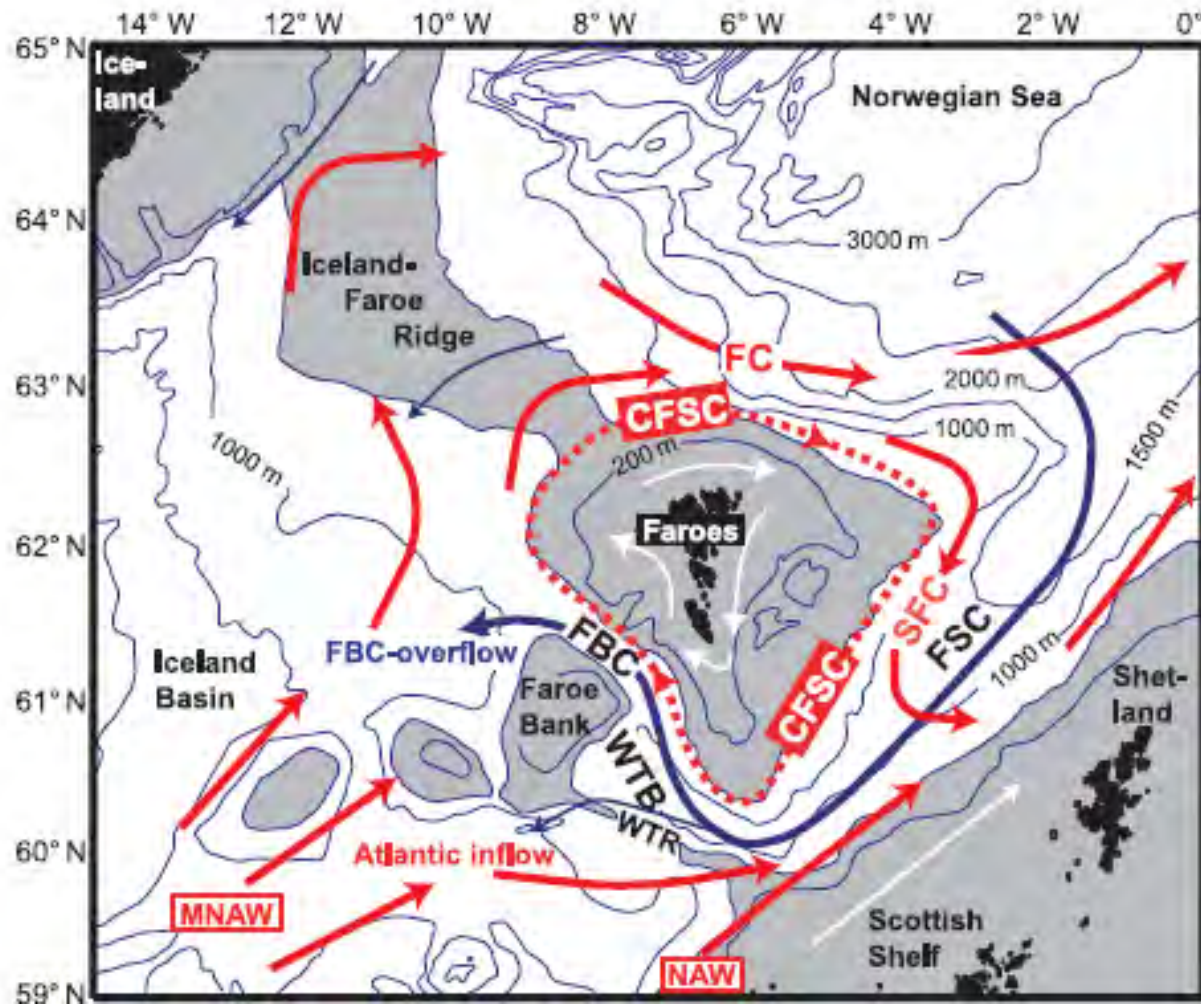 14° W
12° W
10° W
8° W
6° W
4° W
2° W
0°
65° N
64° N
63° N
62° N
61° N
60° N
59° N
Ice-
land
Norwegian Sea
3000 m
Iceland-
Faroe
Ridge
FC
2000 m
CFSC
1000 m
1500 m
1000 m
200 m
Faroes
SFC
FSC
FBC
FBC-overflow
1000 m
Iceland
Basin
Faroe
Bank
CFSC
Shet-
land
WTB
WTR
Atlantic inflow
MNAW
Scottish
Shelf
NAW